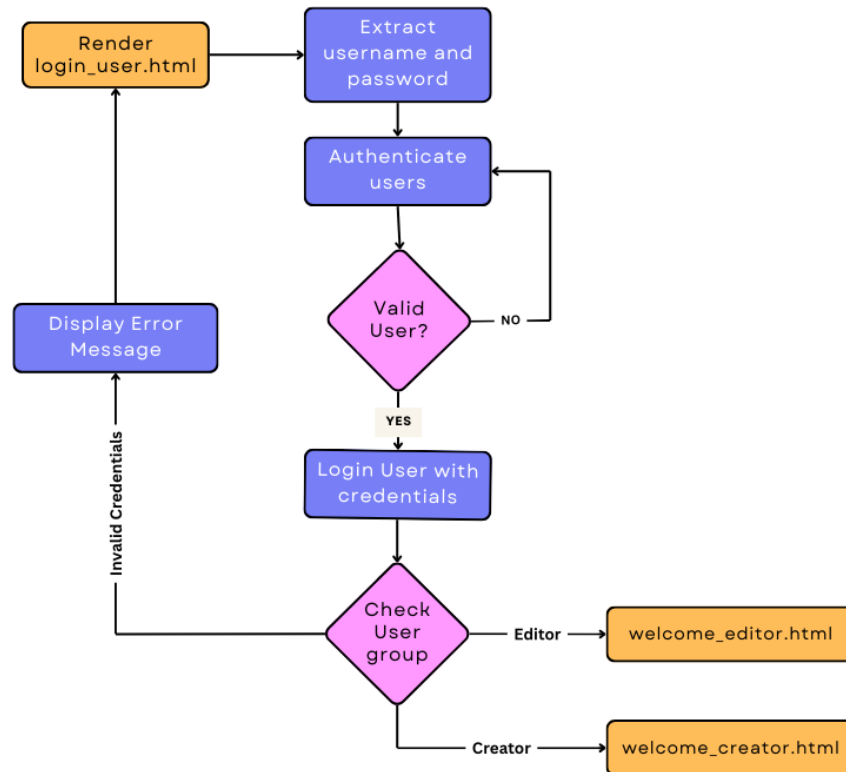 Render
login_user.html
Extract
username and
password
Authenticate
users
Valid
User?
NO
Display Error
Message
YES
Login User with
credentials
Invalid Credentials
Check
User
group
Editor
welcome_editor.html
Creator
welcome_creator.html